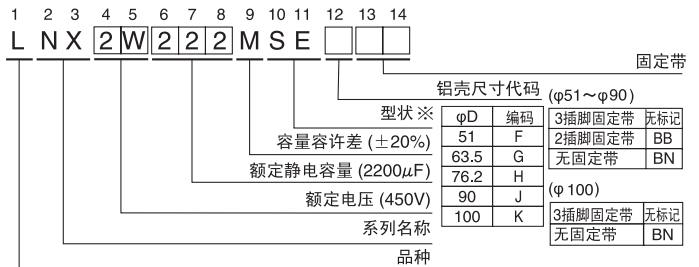 1 2 3 4 5 6 7 8 9 10 11 12 13 14
L N X 2 W 2 2 2 M S E
固定带
铝壳尺寸代码
型状※
容量容许差 (±20%)
额定静电容量 (2200μF)
额定电压 (450V)
系列名称
品种
φD 编码
51 F
63.5 G
76.2 H
90 J
100 K
(φ51～φ90)
3插脚固定带 无标记
2插脚固定带 BB
无固定带 BN
(φ 100)
3插脚固定带 无标记
无固定带 BN